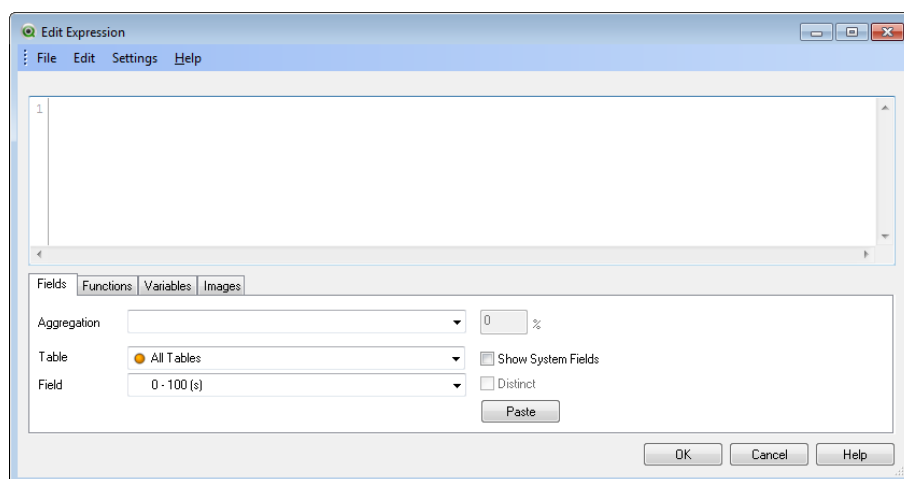 Edit Expression
File Edit Settings Help
1
Fields Functions Variables Images
Aggregation 0 %
Table All Tables Show System Fields
Field 0 - 100 (s) Distinct
Paste
OK Cancel Help